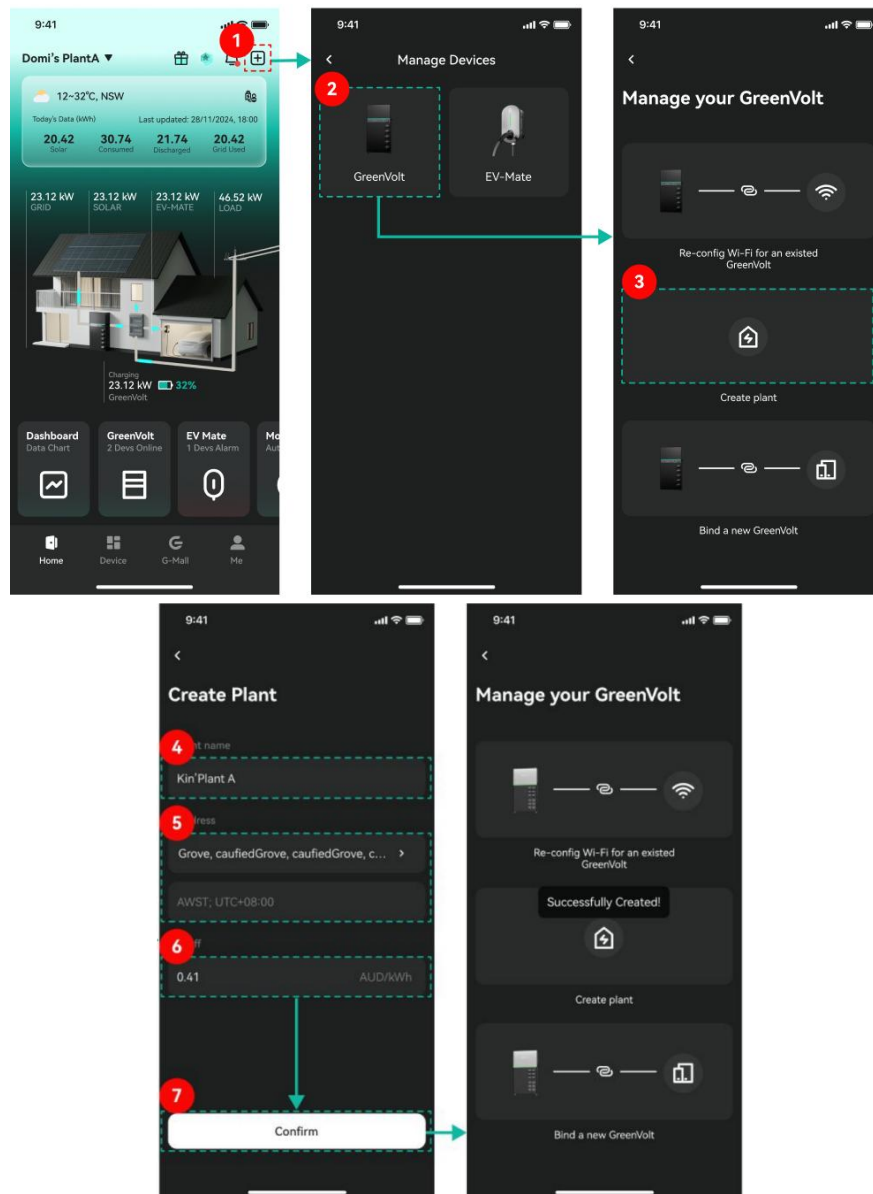 9:41
1
Domi's PlantA ▼
12~32°C, NSW
Today's Data (kWh) Last updated: 28/11/2024, 18:00
20.42 30.74 21.74 20.42
Solar Consumed Discharged Grid Used
23.12 kW 23.12 kW 23.12 kW 46.52 kW
GRID SOLAR EV-MATE LOAD
Charging
23.12 kW 32%
GreenVolt
Dashboard GreenVolt EV Mate Mo
Data Chart 2 Devs Online 1 Devs Alarm Aut
Home Device G-Mall Me
9:41
Manage Devices
2
GreenVolt EV-Mate
9:41
Manage your GreenVolt
Re-config Wi-Fi for an existed
GreenVolt
3
Create plant
Bind a new GreenVolt
9:41
Create Plant
4 nt name
Kin'Plant A
5 dress
Grove, caufiedGrove, caufiedGrove, c... >
AWST; UTC+08:00
6 ff
0.41 AUD/kWh
7
Confirm
9:41
Manage your GreenVolt
Re-config Wi-Fi for an existed
GreenVolt
Successfully Created!
Create plant
Bind a new GreenVolt